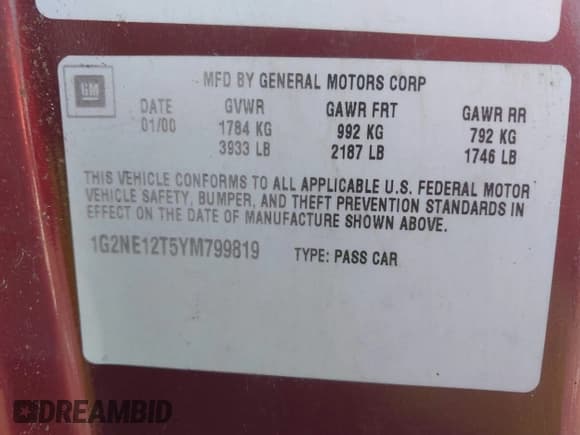 GM
MFD BY GENERAL MOTORS CORP
DATE GVWR GAWR FRT GAWR RR
01/00 1784 KG 992 KG 792 KG
3933 LB 2187 LB 1746 LB
THIS VEHICLE CONFORMS TO ALL APPLICABLE U.S. FEDERAL MOTOR
VEHICLE SAFETY, BUMPER, AND THEFT PREVENTION STANDARDS IN
EFFECT ON THE DATE OF MANUFACTURE SHOWN ABOVE.
1G2NE12T5YM799819 TYPE: PASS CAR
DREAMBID